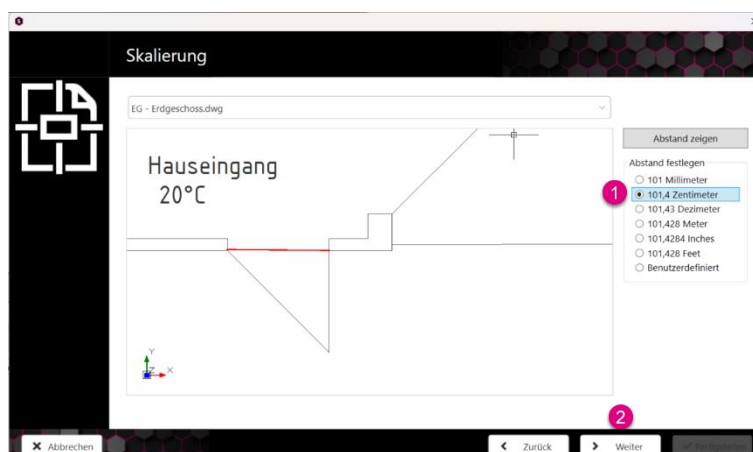 Skalierung
EG - Erdgeschoss.dwg
Abstand zeigen
Hauseingang
20°C
Abstand festlegen
101 Millimeter
1
101,4 Zentimeter
101,43 Dezimeter
101,428 Meter
101,4284 Inches
101,428 Feet
Benutzerdefiniert
Y
Z
X
2
Abbrechen
Zurück
Weiter